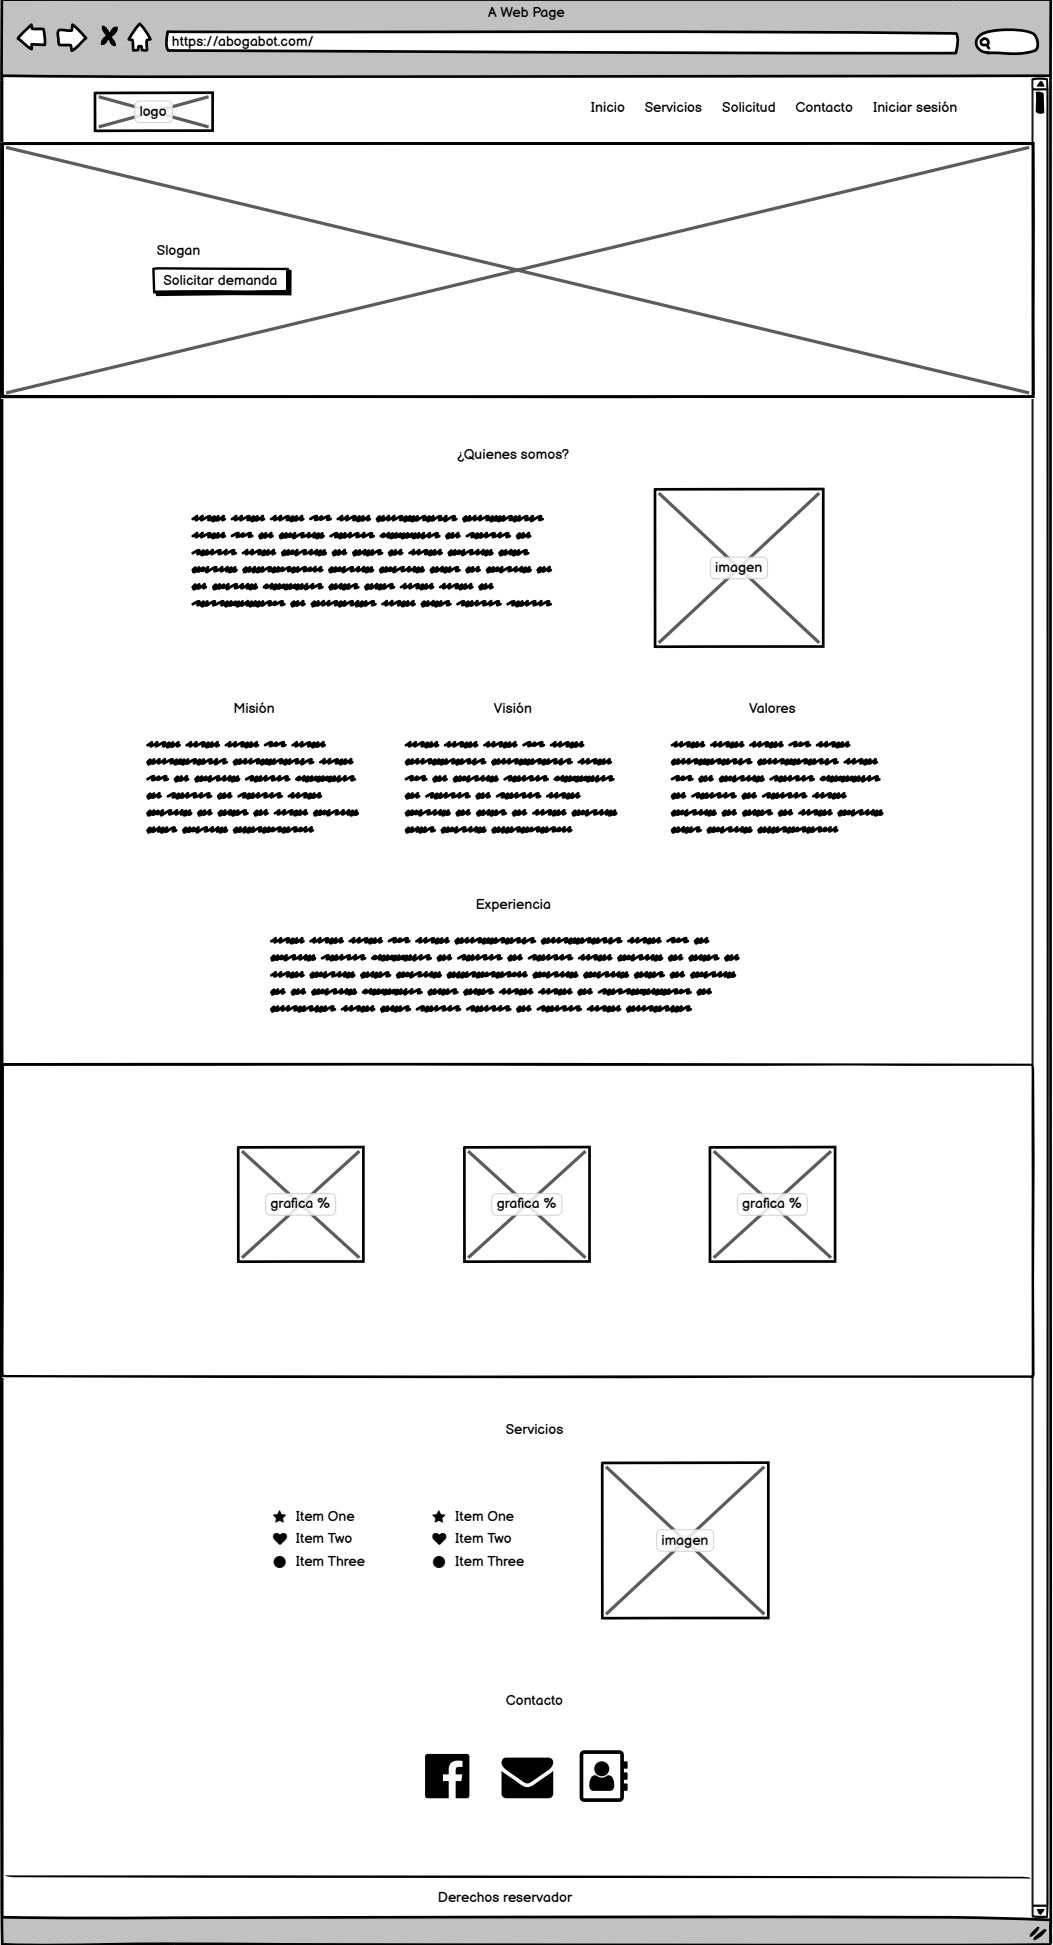 A Web Page
https://abogabot.com/
logo
Inicio Servicios Solicitud Contacto Iniciar sesión
Slogan
Solicitar demanda
¿Quienes somos?
imagen
Misión Visión Valores
Experiencia
grafica % grafica % grafica %
Servicios
Item One Item One
Item Two Item Two
Item Three Item Three
imagen
Contacto
Derechos reservador